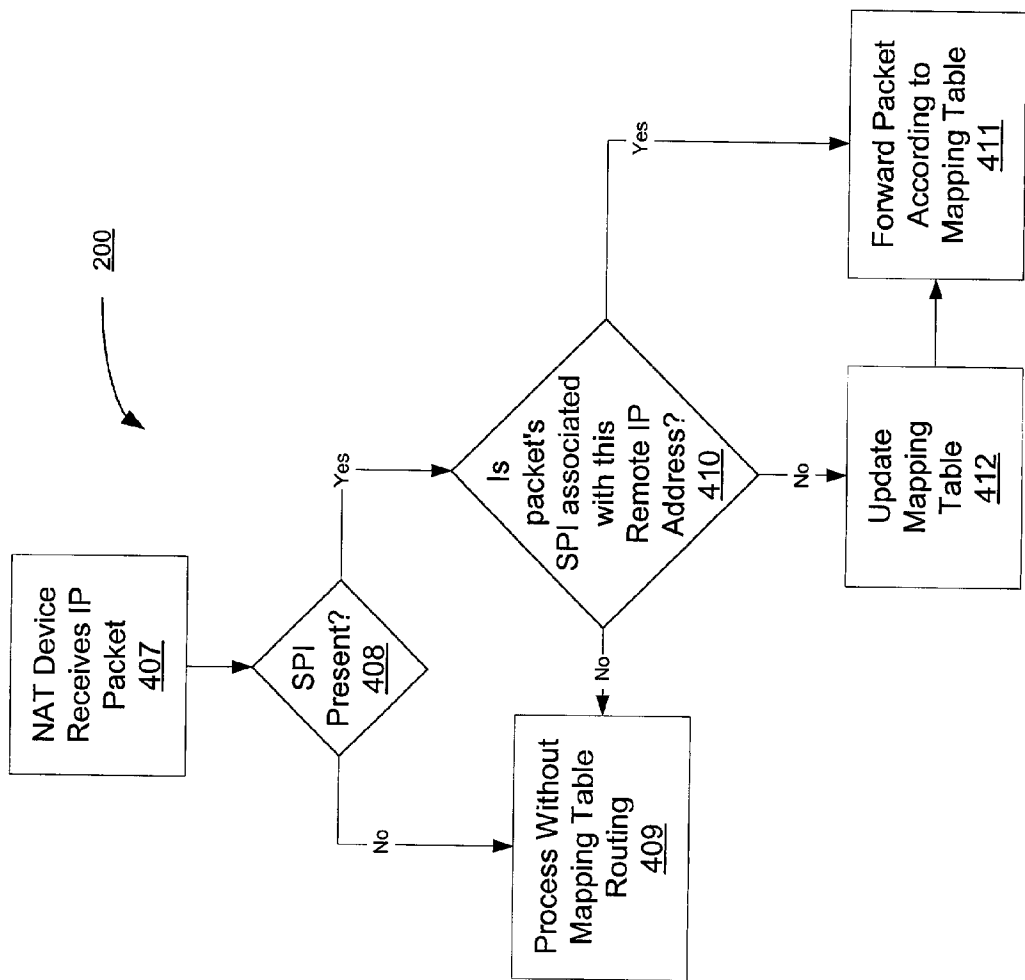 200
NAT Device
Receives IP
Packet
407
SPI
Present?
408
Yes
No
Is
packet's
SPI associated
with this
Remote IP
Address?
410
Yes
No
No
Process Without
Mapping Table
Routing
409
Update
Mapping
Table
412
Forward Packet
According to
Mapping Table
411